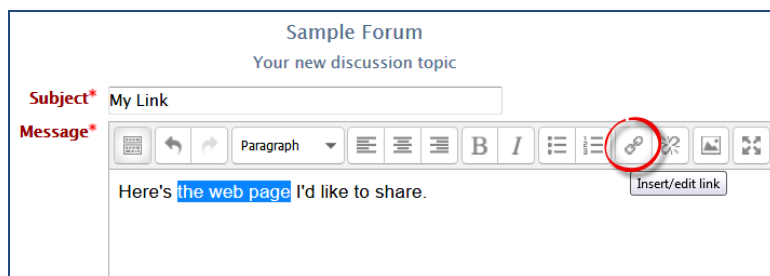 Sample Forum
Your new discussion topic
Subject* My Link
Message*
Paragraph B I
Insert/edit link
Here's the web page I'd like to share.